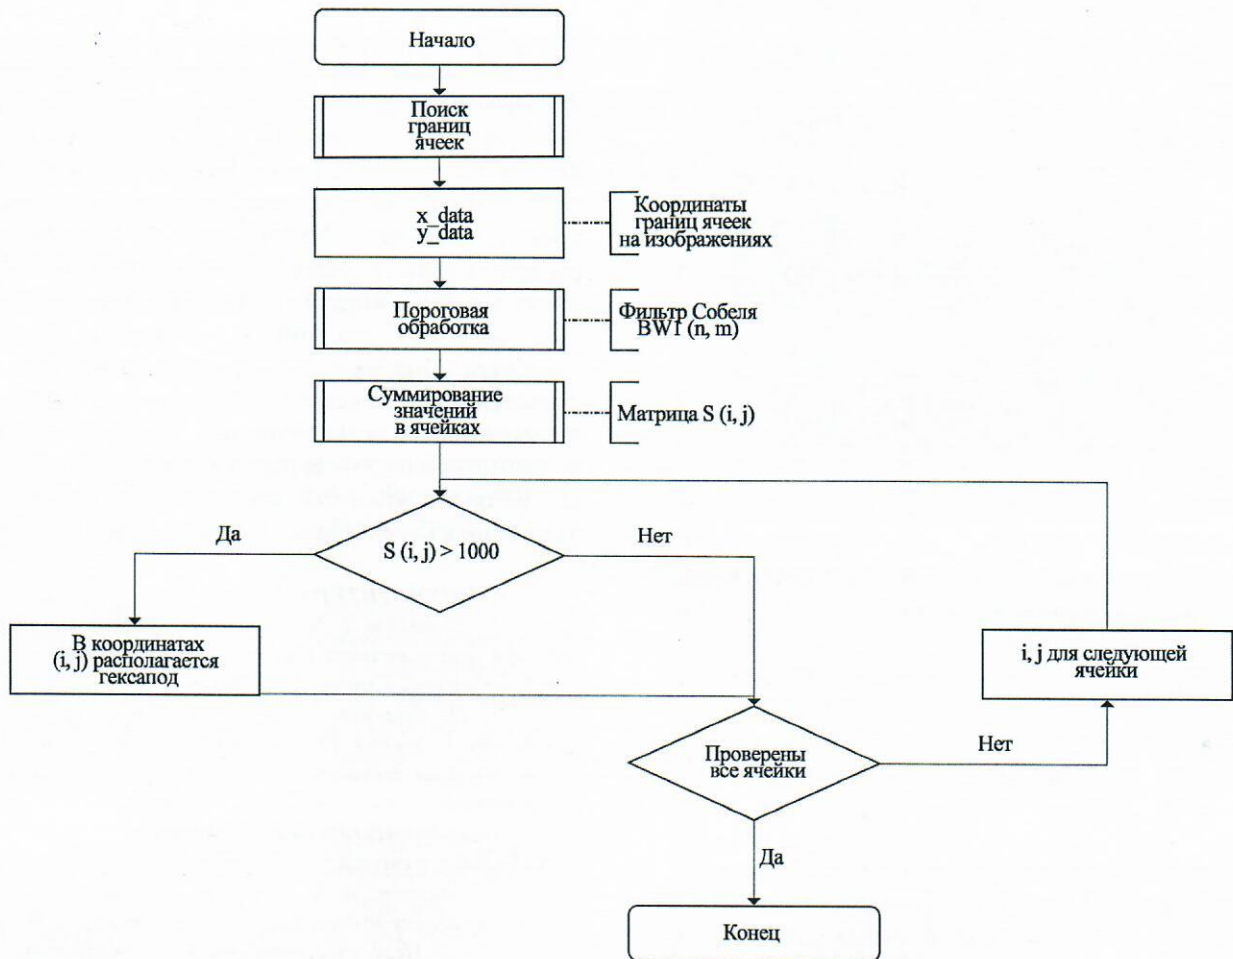 Начало
Поиск
границ
ячеек
x_data
y_data
Координаты
границ ячеек
на изображениях
Пороговая
обработка
Фильтр Собеля
BW1 (n, m)
Суммирование
значений
в ячейках
Матрица S (i, j)
Да
S (i, j) > 1000
Нет
В координатах
(i, j) располагается
гексапод
i, j для следующей
ячейки
Проверены
все ячейки
Нет
Да
Конец